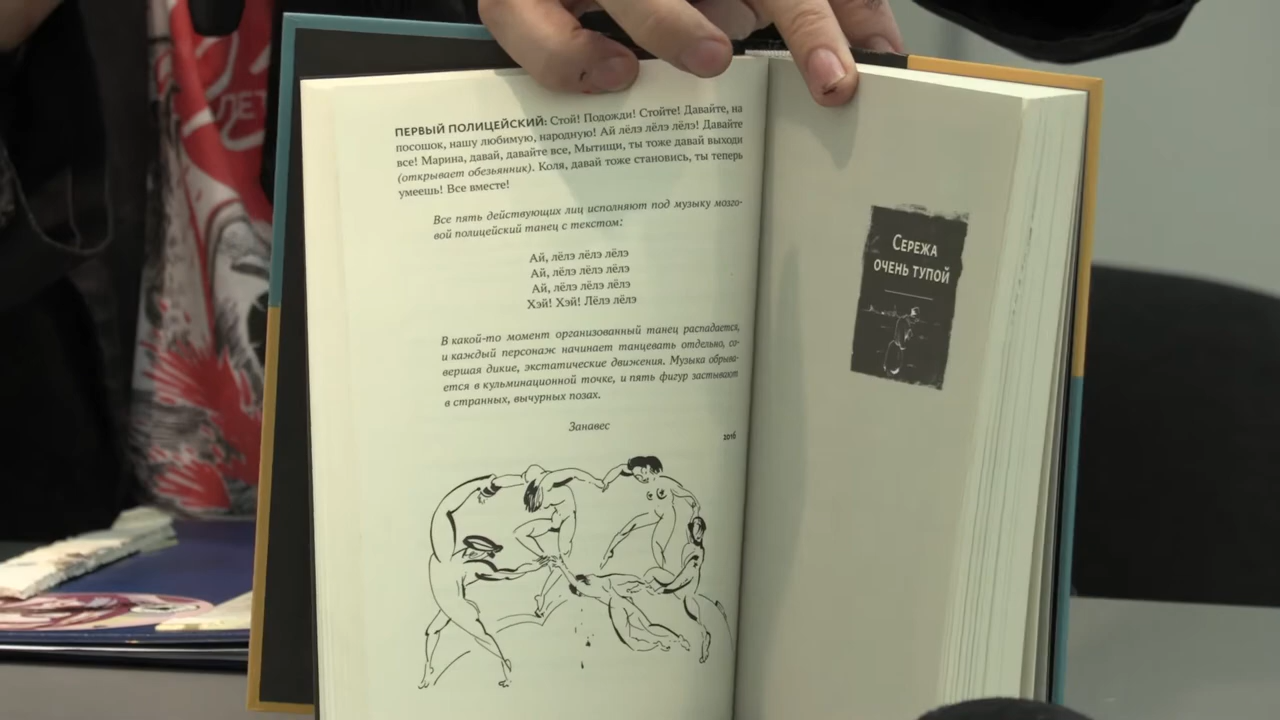 ЛЕТ
ПЕРВЫЙ ПОЛИЦЕЙСКИЙ: Стой! Подожди! Стойте! Давайте, на
посошок, нашу любимую, народную! Ай лёлэ лёлэ лёлэ! Давайте
все! Марина, давай, давайте все, Мытищи, ты тоже давай выходи
(открывает обезьянник). Коля, давай тоже становись, ты теперь
умеешь! Все вместе!
Все пять действующих лиц исполняют под музыку мозго-
вой полицейский танец с текстом:
Ай, лёлэ лёлэ лёлэ
Ай, лёлэ лёлэ лёлэ
Ай, лёлэ лёлэ лёлэ
Хэй! Хэй! Лёлэ лёлэ
В какой-то момент организованный танец распадается,
и каждый персонаж начинает танцевать отдельно, со-
вершая дикие, экстатические движения. Музыка обрыва-
ется в кульминационной точке, и пять фигур застывают
в странных, вычурных позах.
Занавес
2016
СЕРЕЖА
ОЧЕНЬ ТУПОЙ